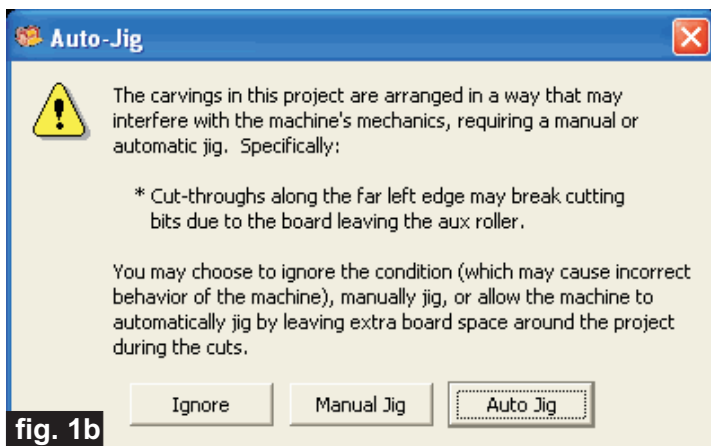 Auto-Jig
The carvings in this project are arranged in a way that may
interfere with the machine's mechanics, requiring a manual or
automatic jig.  Specifically:
* Cut-throughs along the far left edge may break cutting
bits due to the board leaving the aux roller.
You may choose to ignore the condition (which may cause incorrect
behavior of the machine), manually jig, or allow the machine to
automatically jig by leaving extra board space around the project
during the cuts.
Ignore Manual Jig Auto Jig
fig. 1b